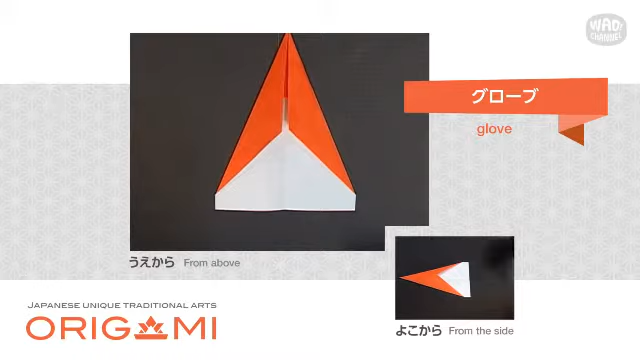 WADI
CHANNEL
グローブ
glove
うえから From above
よこから From the side
JAPANESE UNIQUE TRADITIONAL ARTS
ORIGAMI